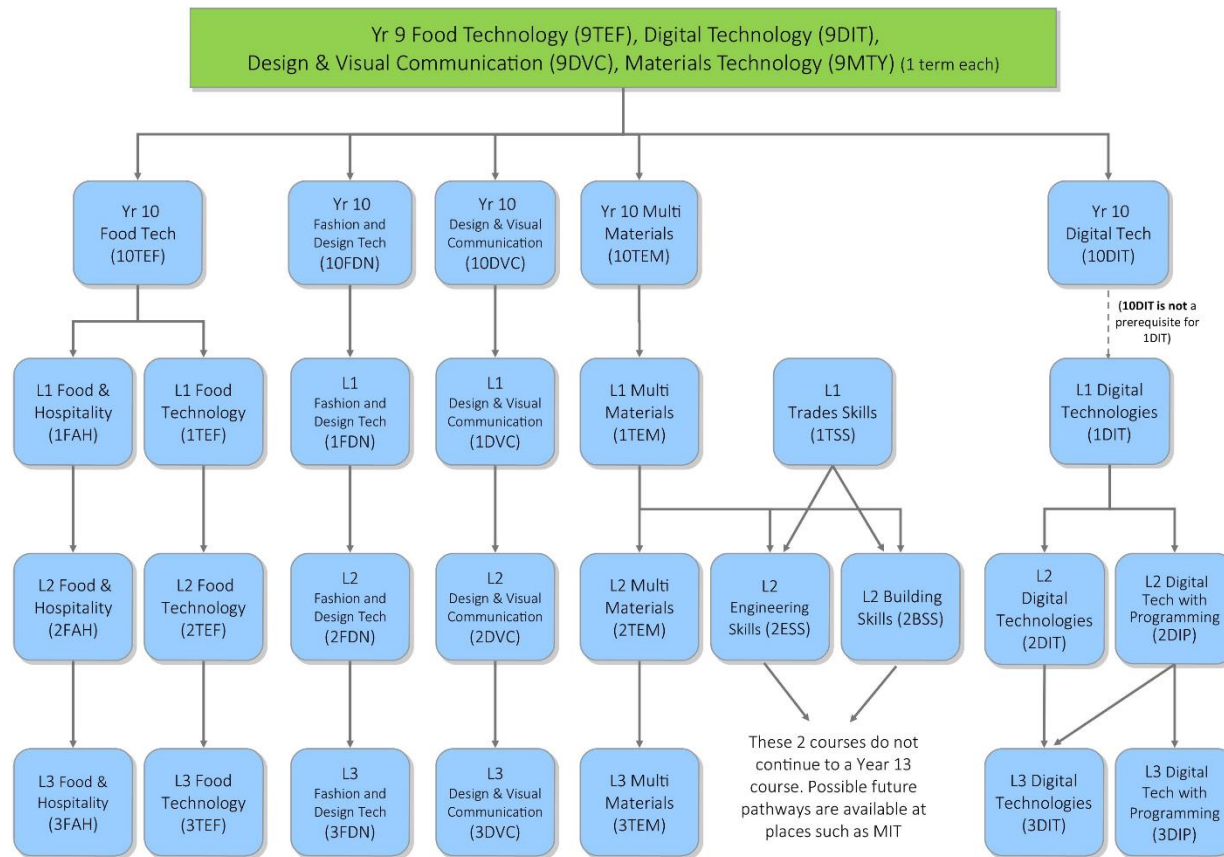 Yr 9 Food Technology (9TEF), Digital Technology (9DIT),
Design & Visual Communication (9DVC), Materials Technology (9MTY) (1 term each)
Yr 10
Food Tech
(10TEF)
Yr 10
Fashion and
Design Tech
(10FDN)
Yr 10
Design & Visual
Communication
(10DVC)
Yr 10 Multi
Materials
(10TEM)
Yr 10
Digital Tech
(10DIT)
(10DIT is not a
prerequisite for
1DIT)
L1 Food &
Hospitality
(1FAH)
L1 Food
Technology
(1TEF)
L1
Fashion and
Design Tech
(1FDN)
L1
Design & Visual
Communication
(1DVC)
L1 Multi
Materials
(1TEM)
L1
Trades Skills
(1TSS)
L1 Digital
Technologies
(1DIT)
L2 Food &
Hospitality
(2FAH)
L2 Food
Technology
(2TEF)
L2
Fashion and
Design Tech
(2FDN)
L2
Design & Visual
Communication
(2DVC)
L2 Multi
Materials
(2TEM)
L2
Engineering
Skills (2ESS)
L2 Building
Skills (2BSS)
L2
Digital
Technologies
(2DIT)
L2 Digital
Tech with
Programming
(2DIP)
L3 Food &
Hospitality
(3FAH)
L3 Food
Technology
(3TEF)
L3
Fashion and
Design Tech
(3FDN)
L3
Design & Visual
Communication
(3DVC)
L3 Multi
Materials
(3TEM)
These 2 courses do not
continue to a Year 13
course. Possible future
pathways are available at
places such as MIT
L3 Digital
Technologies
(3DIT)
L3 Digital
Tech with
Programming
(3DIP)